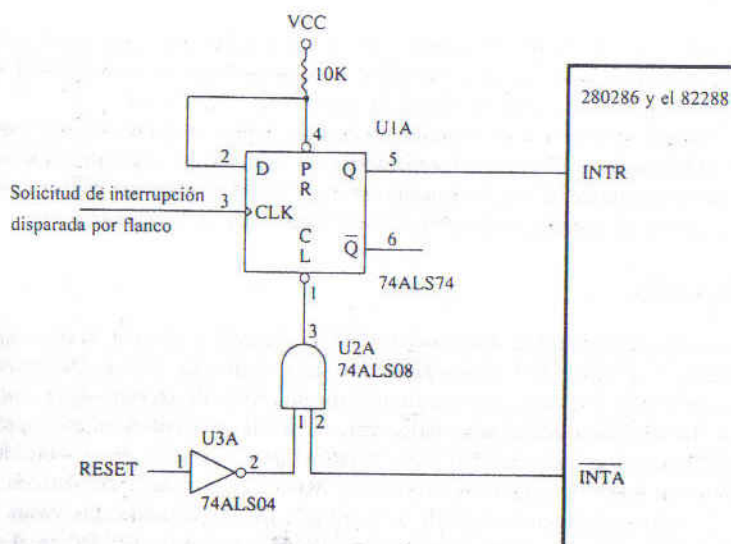 VCC
10K
280286 y el 82288
U1A
4
2
D
P
R
Q
5
INTR
Solicitud de interrupción
disparada por flanco
3
CLK
C
L
Q
6
1
74ALS74
3
U2A
74ALS08
1
2
U3A
RESET
1
2
74ALS04
INTA